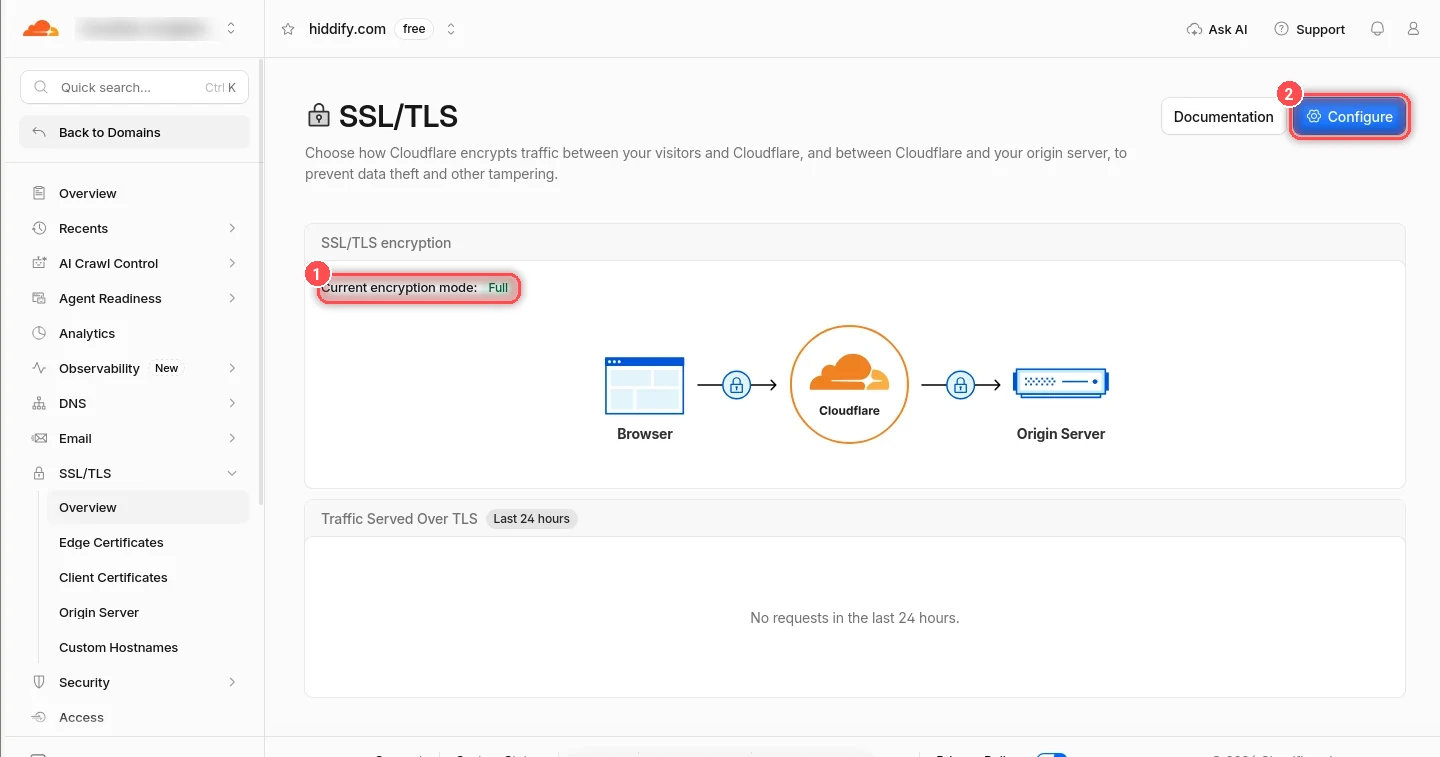 hiddify.com free
Ask AI
Support
Quick search... Ctrl K
Back to Domains
Overview
Recents
AI Crawl Control
Agent Readiness
Analytics
Observability New
DNS
Email
SSL/TLS
Overview
Edge Certificates
Client Certificates
Origin Server
Custom Hostnames
Security
Access
SSL/TLS
Documentation
2
Configure
Choose how Cloudflare encrypts traffic between your visitors and Cloudflare, and between Cloudflare and your origin server, to
prevent data theft and other tampering.
SSL/TLS encryption
1
Current encryption mode: Full
Cloudflare
Browser
Origin Server
Traffic Served Over TLS Last 24 hours
No requests in the last 24 hours.